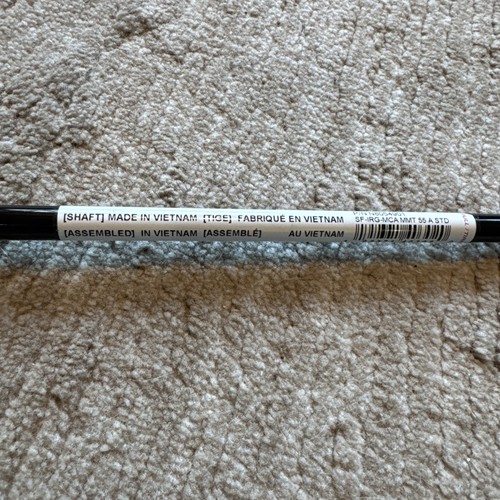 [SHAFT] MADE IN VIETNAM [TIGE] FABRIQUÉ EN VIETNAM
[ASSEMBLED] IN VIETNAM [ASSEMBLÉ] AU VIETNAM
SF-IRG-MCA MMT 55 A STD